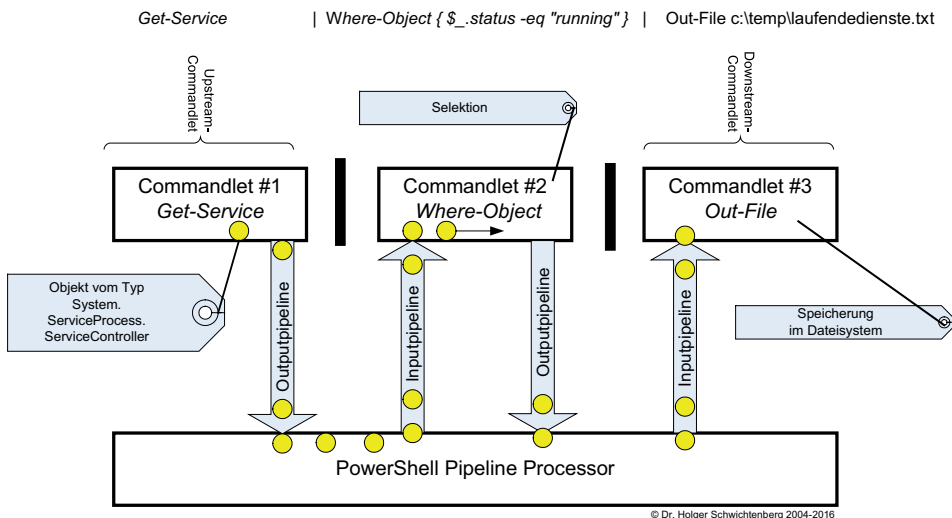 Get-Service | Where-Object { $_.status -eq "running" } | Out-File c:\temp\laufendedienste.txt
Upstream-
Commandlet
Selektion
Downstream-
Commandlet
Commandlet #1
Get-Service
Commandlet #2
Where-Object
Commandlet #3
Out-File
Objekt vom Typ
System.
ServiceProcess.
ServiceController
Outputpipeline
Inputpipeline
Outputpipeline
Inputpipeline
Speicherung
im Dateisystem
PowerShell Pipeline Processor
© Dr. Holger Schwichtenberg 2004-2016